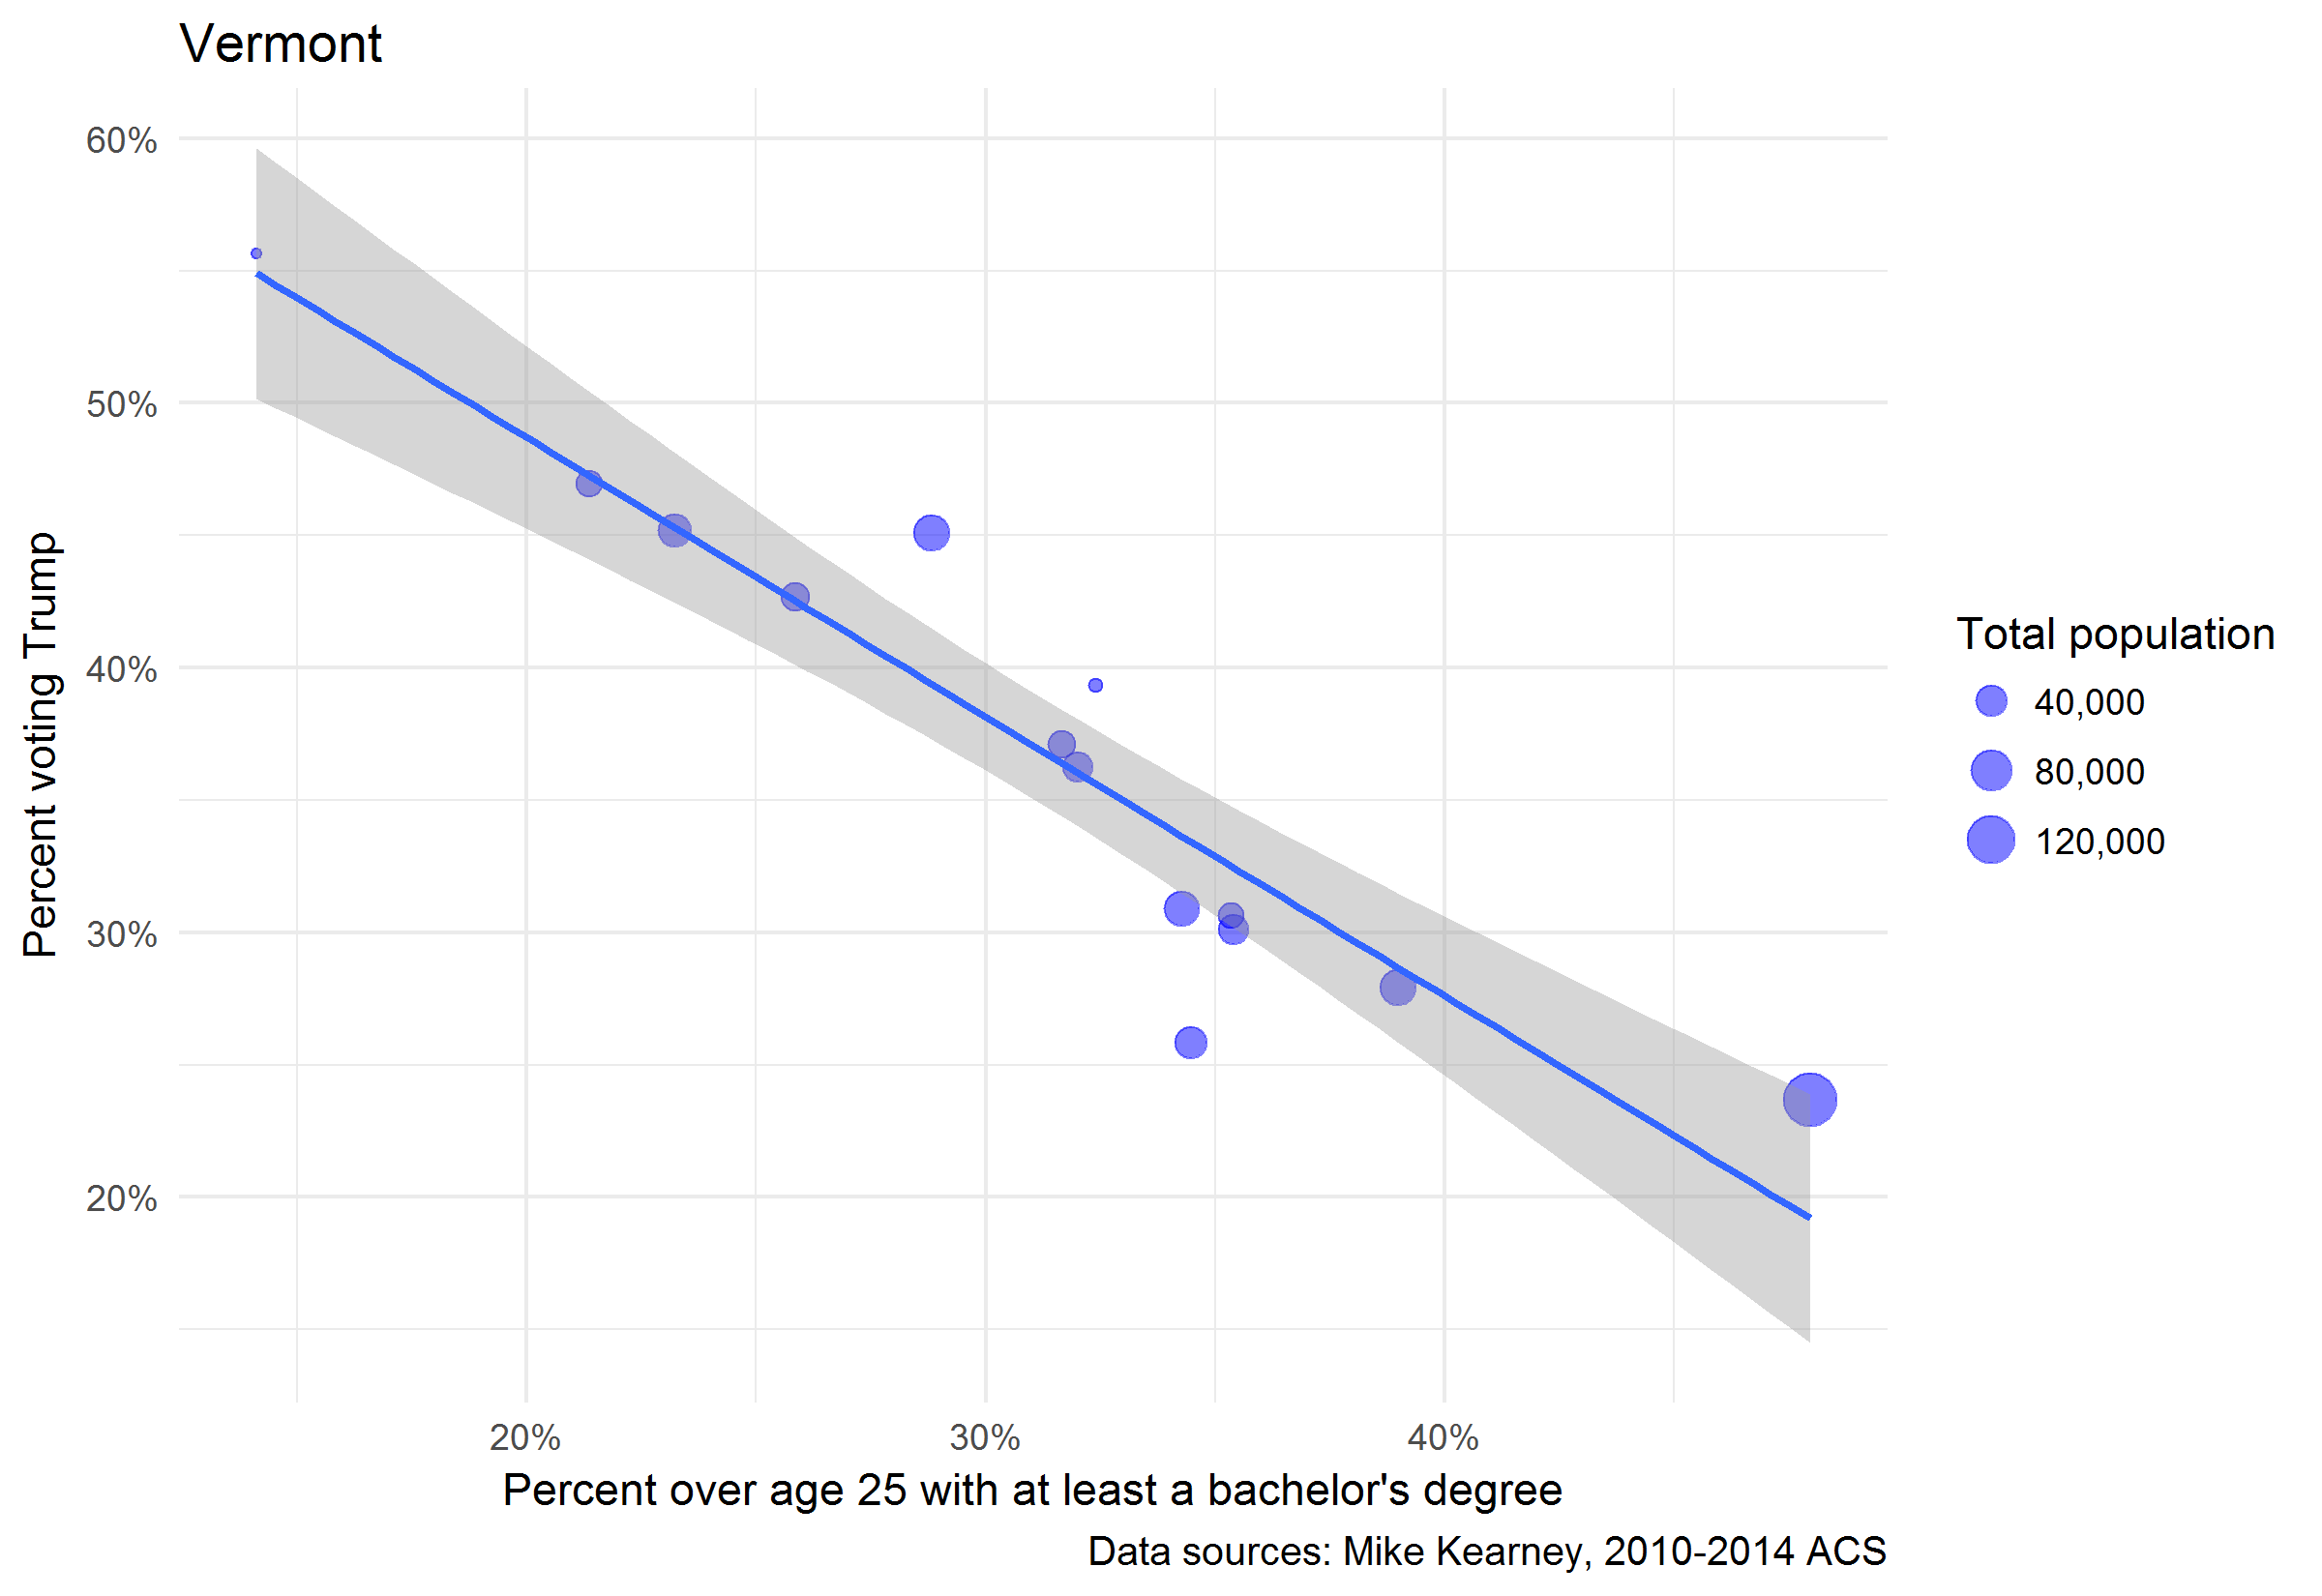 Vermont
60%
50%
40%
30%
20%
Percent voting Trump
20%
30%
40%
Percent over age 25 with at least a bachelor's degree
Total population
40,000
80,000
120,000
Data sources: Mike Kearney, 2010-2014 ACS